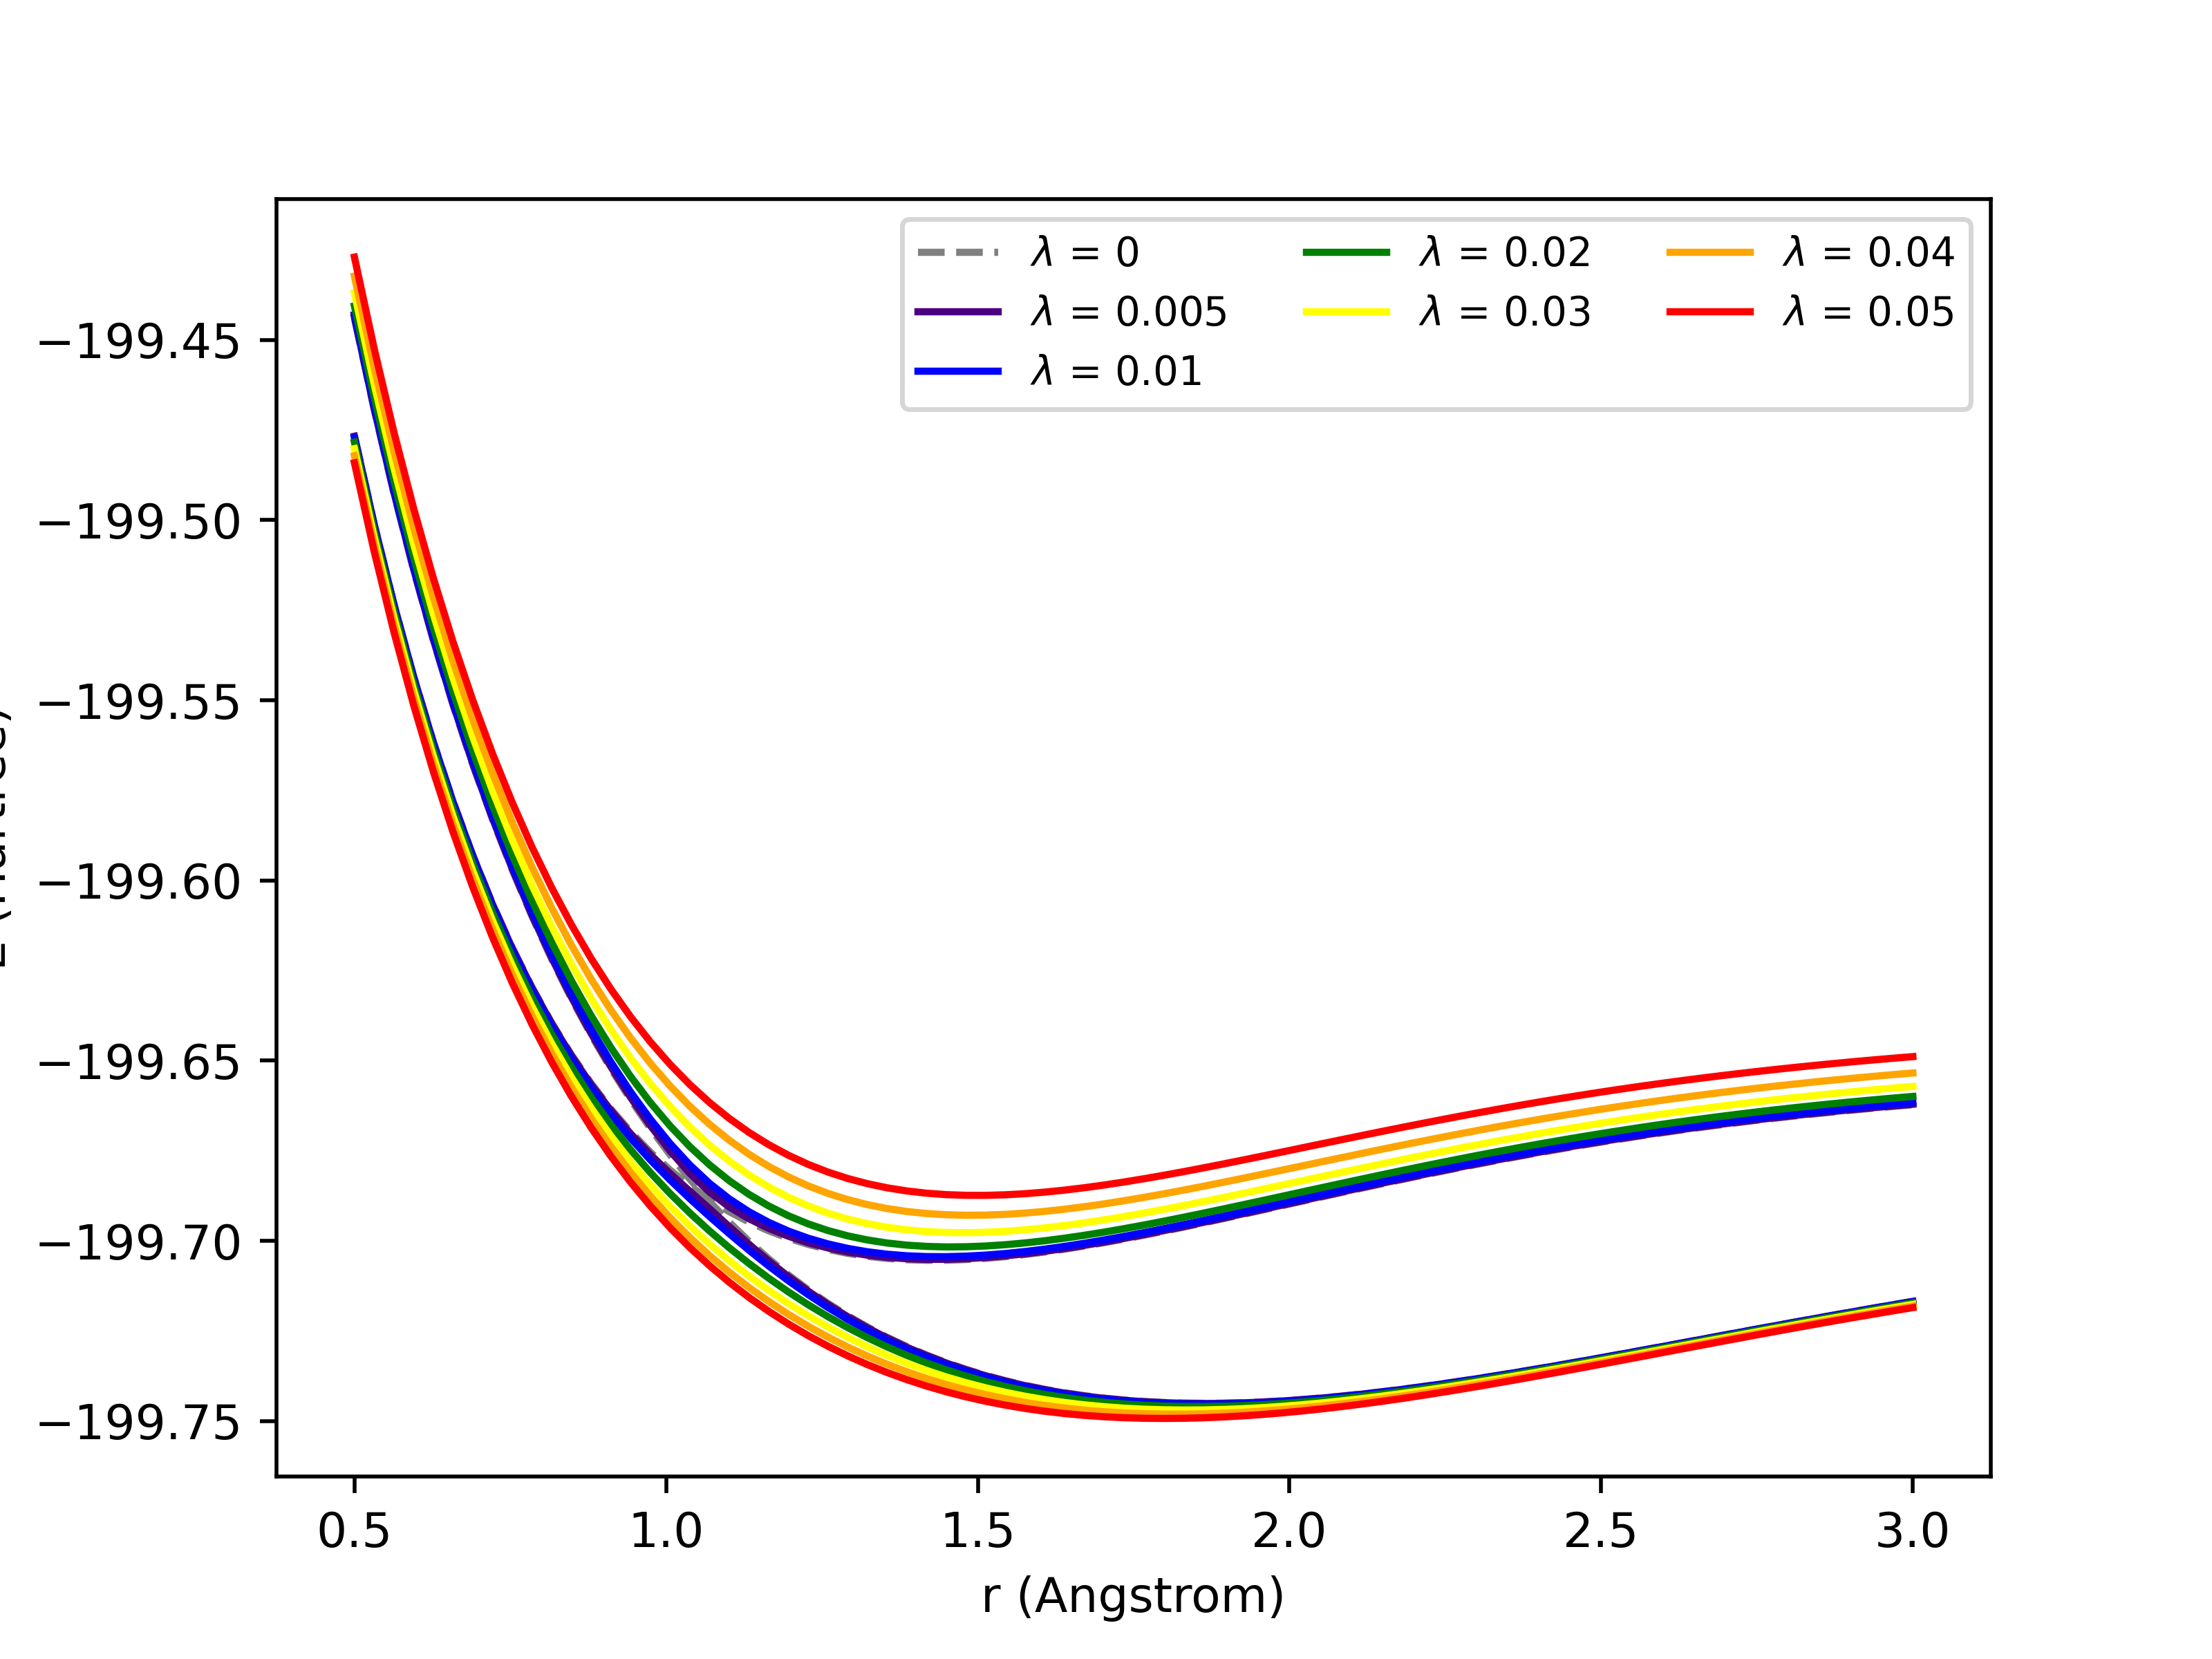 λ = 0
λ = 0.005
λ = 0.01
λ = 0.02
λ = 0.03
λ = 0.04
λ = 0.05
−199.45
−199.50
−199.55
−199.60
−199.65
−199.70
−199.75
0.5 1.0 1.5 2.0 2.5 3.0
r (Angstrom)